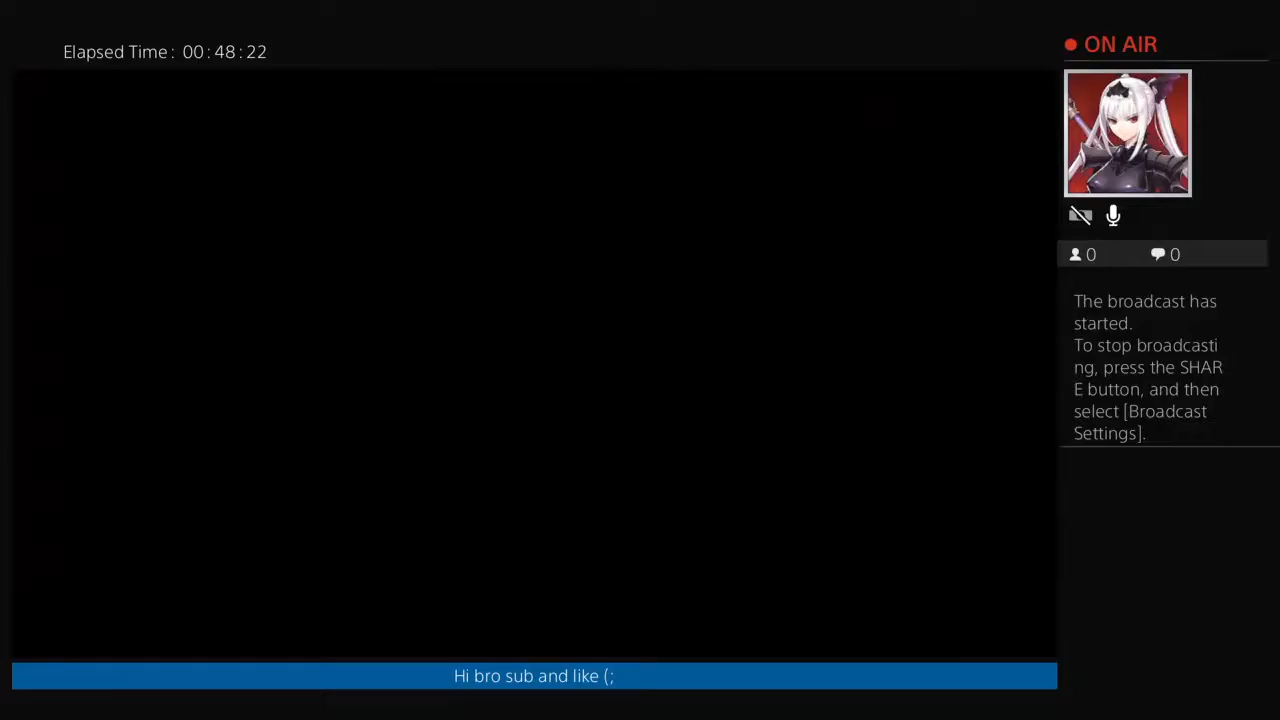 Elapsed Time: 00:48:22
ON AIR
0 0
The broadcast has
started.
To stop broadcasti
ng, press the SHAR
E button, and then
select [Broadcast
Settings].
Hi bro sub and like (;